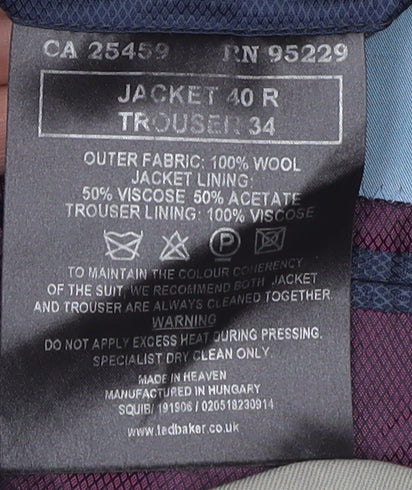 CA 25459 RN 95229
JACKET 40 R
TROUSER 34
OUTER FABRIC: 100% WOOL
JACKET LINING:
50% VISCOSE 50% ACETATE
TROUSER LINING: 100% VISCOSE
P
TO MAINTAIN THE COLOUR COHERENCY
OF THE SUIT, WE RECOMMEND BOTH JACKET
AND TROUSER ARE ALWAYS CLEANED TOGETHER
WARNING
DO NOT APPLY EXCESS HEAT DURING PRESSING.
SPECIALIST DRY CLEAN ONLY.
MADE IN HEAVEN
MANUFACTURED IN HUNGARY
SQUIB/ 191906 / 020518230914
www.tedbaker.co.uk